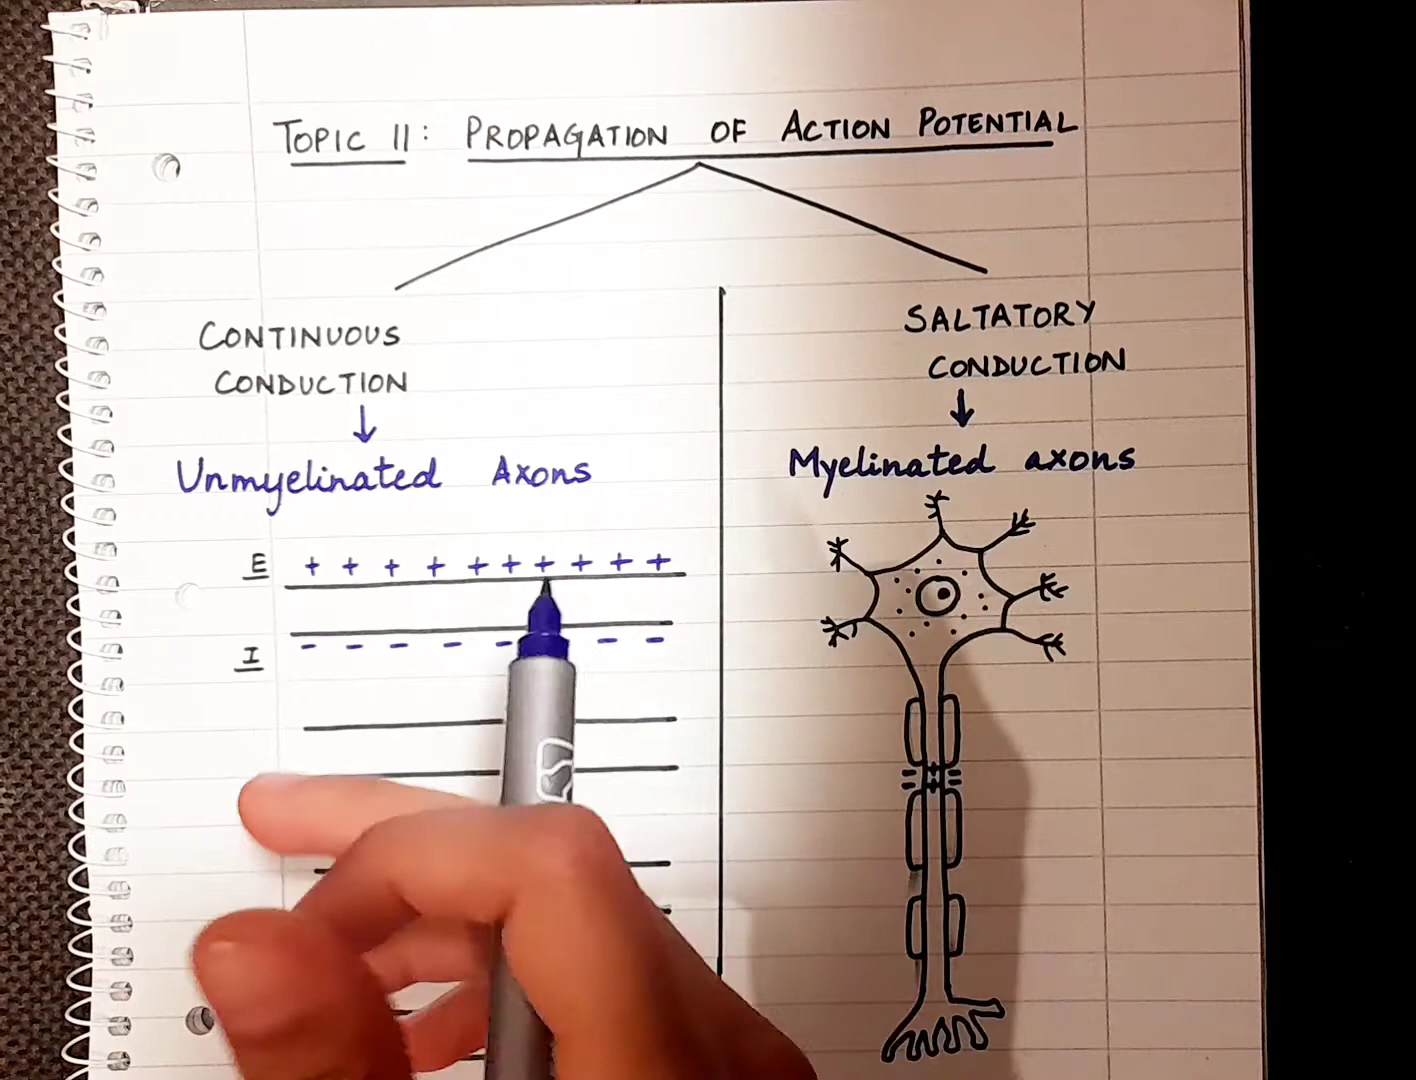 TOPIC 11: PROPAGATION OF ACTION POTENTIAL
CONTINUOUS
CONDUCTION
↓
Unmyelinated Axons
E + + + + + + + + + +
I - - - - - - -
SALTATORY
CONDUCTION
↓
Myelinated axons